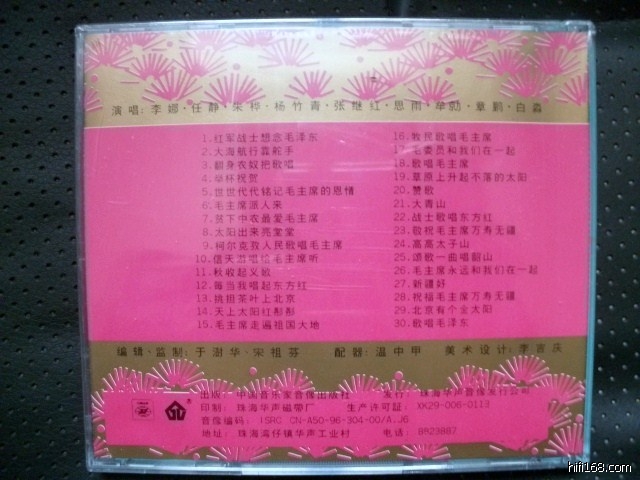 演唱:李娜·任静·朱桦·杨竹青·张继红·思雨·牟勃·章鹏·白淼
1.红军战士想念毛泽东
2.大海航行靠舵手
3.翻身农奴把歌唱
4.举杯祝贺
5.世世代代铭记毛主席的恩情
6.毛主席派人来
7.贫下中农最爱毛主席
8.太阳出来亮堂堂
9.柯尔克孜人民歌唱毛主席
10.信天游唱给毛主席听
11.秋收起义歌
12.每当我唱起东方红
13.挑担茶叶上北京
14.天上太阳红彤彤
15.毛主席走遍祖国大地
16.牧民歌唱毛主席
17.毛委员和我们在一起
18.歌唱毛主席
19.草原上升起不落的太阳
20.赞歌
21.大青山
22.战士歌唱东方红
23.敬祝毛主席万寿无疆
24.高高太子山
25.颂歌一曲唱韶山
26.毛主席永远和我们在一起
27.新疆好
28.祝福毛主席万寿无疆
29.北京有个金太阳
30.歌唱毛泽东
编辑、监制:于澍华·宋祖芬 配器:温中甲 美术设计:李言庆
出版: 中国音乐家音像出版社 发行: 珠海华声音像发行公司
印制: 珠海华声磁带厂 生产许可证: XK29-006-0113
音像编码: ISRC CN-A50-96-304-00/A.J6
地址: 珠海湾仔镇华声工业村 电话: 8823887
hifi168.com